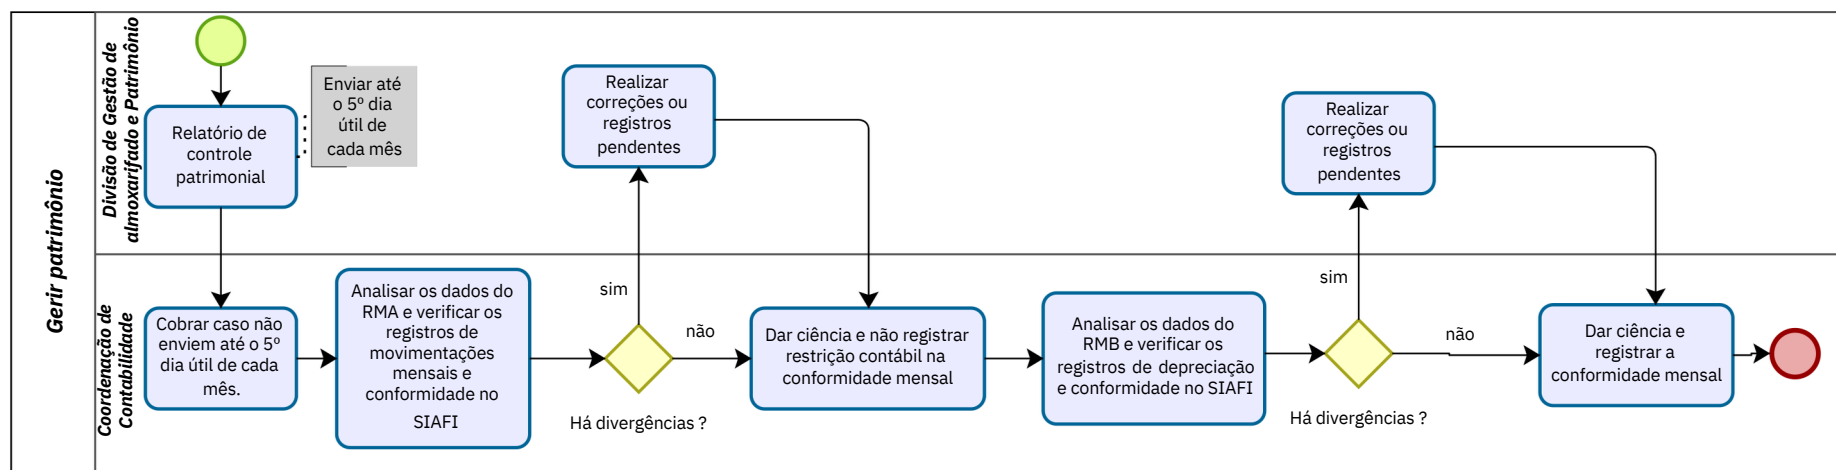 Gerir patrimônio
Divisão de Gestão de
almoxarifado e Patrimônio
Relatório de
controle
patrimonial
Enviar até
o 5º dia
útil de
cada mês
Realizar
correções ou
registros
pendentes
Realizar
correções ou
registros
pendentes
Coordenação de
Contabilidade
Cobrar caso não
enviem até o 5º
dia útil de cada
mês.
Analisar os dados do
RMA e verificar os
registros de
movimentações
mensais e
conformidade no
SIAFI
sim
não
Há divergências ?
Dar ciência e não registrar
restrição contábil na
conformidade mensal
Analisar os dados do
RMB e verificar os
registros de depreciação
e conformidade no SIAFI
sim
não
Há divergências ?
Dar ciência e
registrar a
conformidade mensal